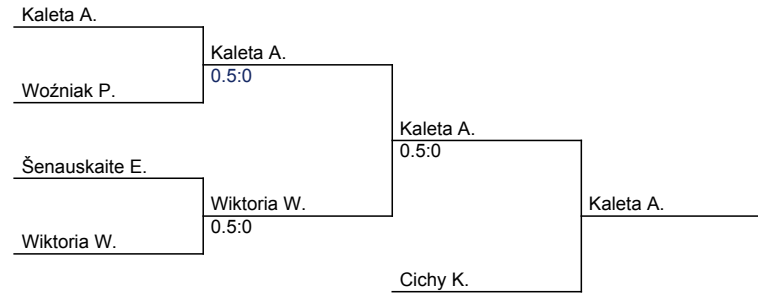 Kaleta A.
Kaleta A.
0.5:0
Woźniak P.
Kaleta A.
0.5:0
Šenauskaite E.
Wiktoria W.
0.5:0
Kaleta A.
Wiktoria W.
Cichy K.